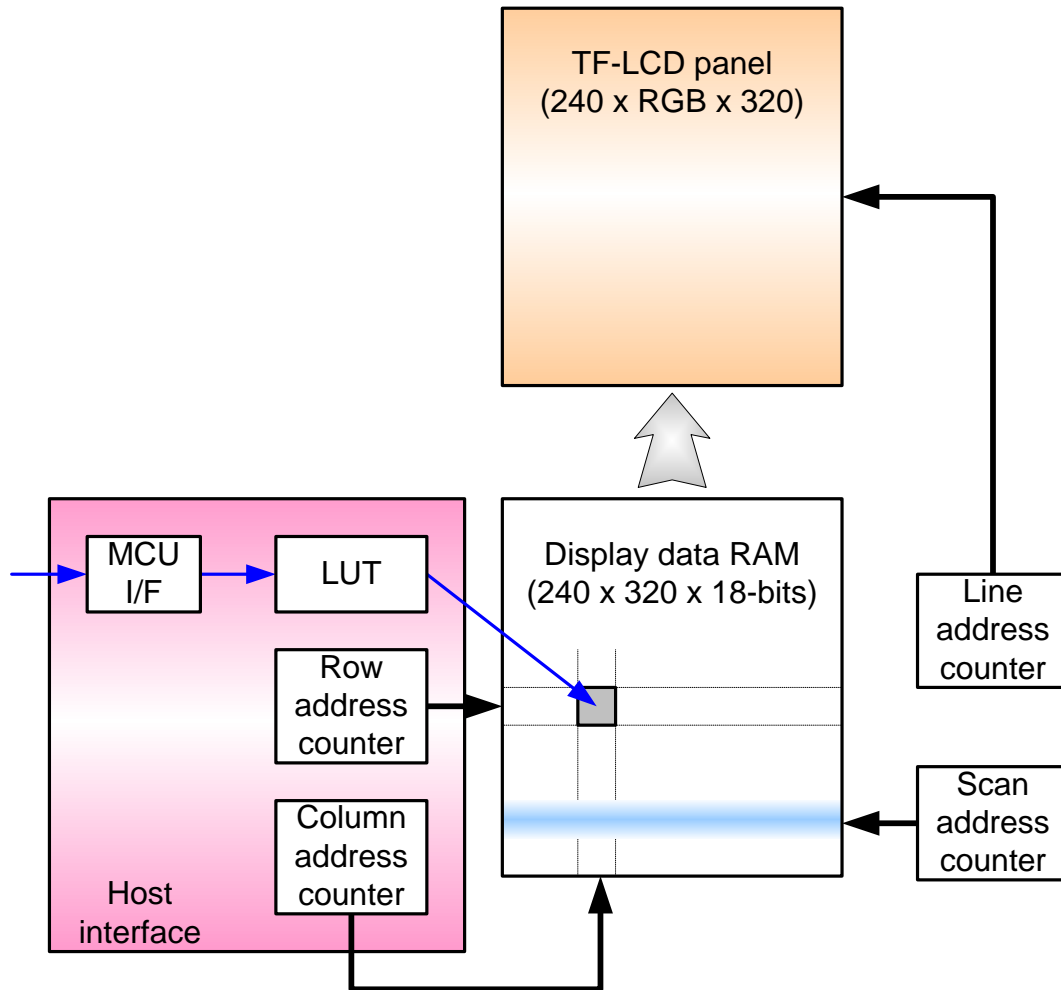 TF-LCD panel
(240 x RGB x 320)
MCU
I/F
LUT
Display data RAM
(240 x 320 x 18-bits)
Line
address
counter
Row
address
counter
Scan
address
counter
Column
address
counter
Host
interface